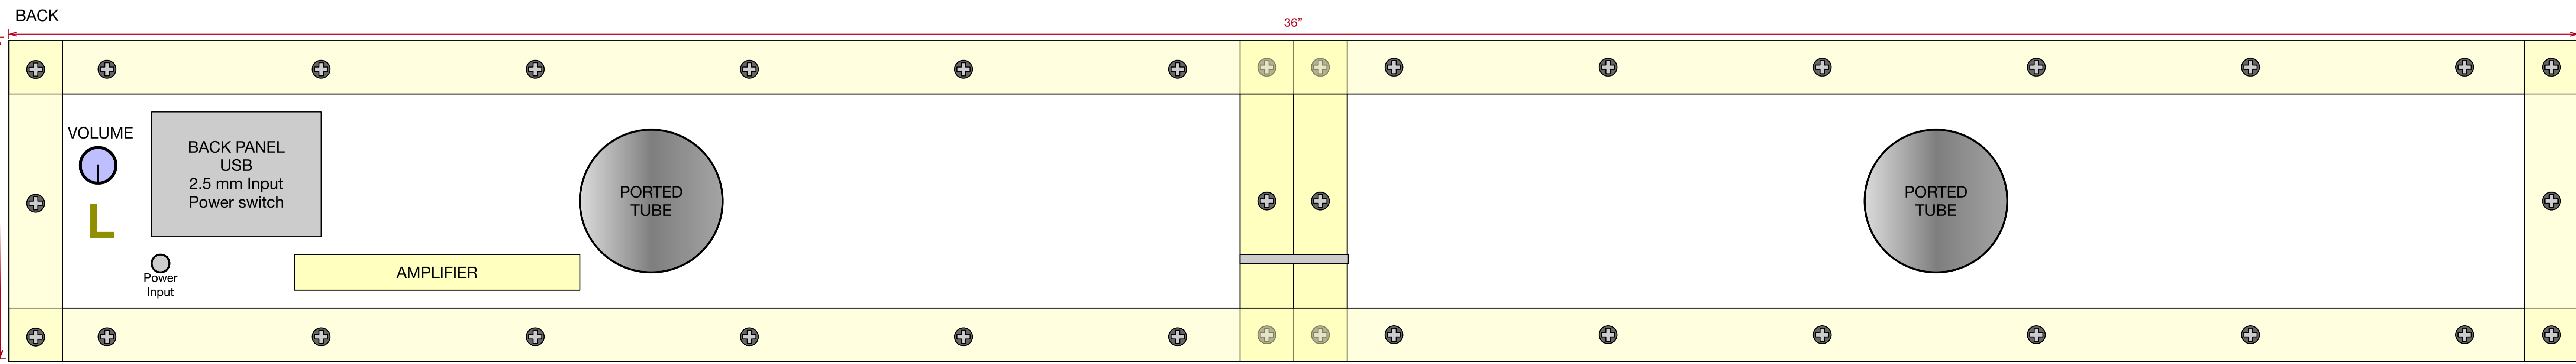 BACK
36"
VOLUME
BACK PANEL
USB
2.5 mm Input
Power switch
L
Power
Input
AMPLIFIER
PORTED
TUBE
PORTED
TUBE